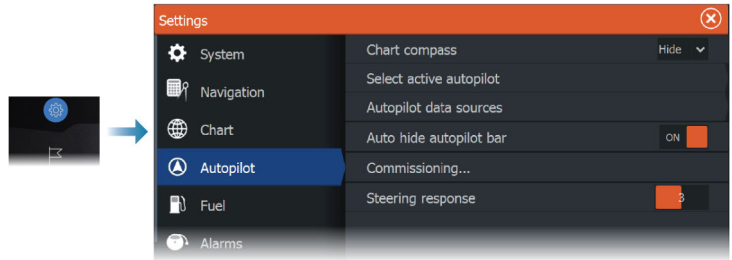 Settings
System
Navigation
Chart
Autopilot
Fuel
Alarms
Chart compass Hide
Select active autopilot
Autopilot data sources
Auto hide autopilot bar ON
Commissioning...
Steering response 3